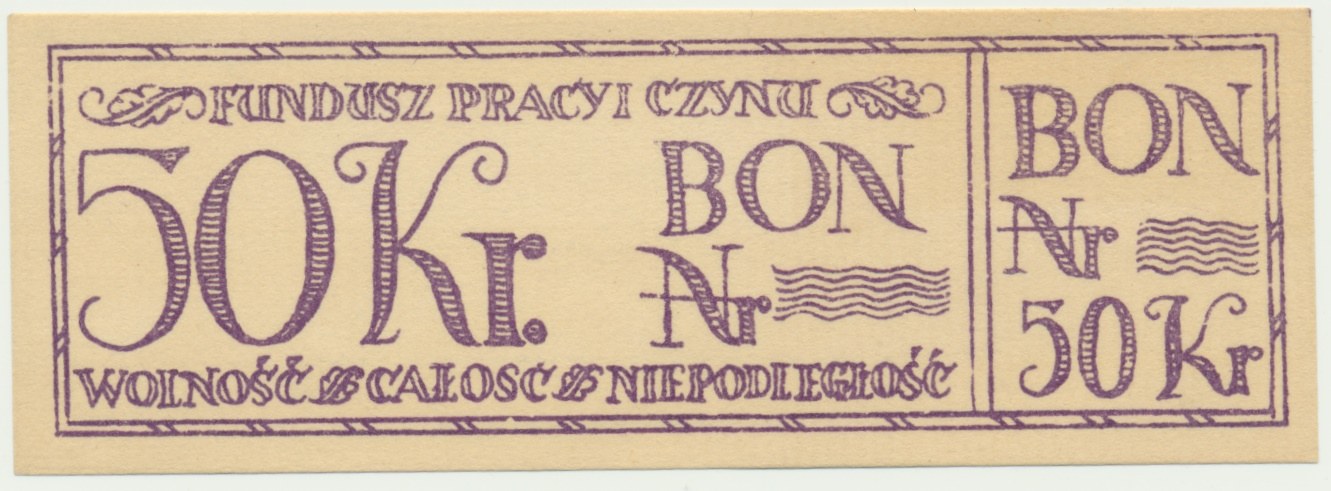 FUNDUSZ PRACY I CZYNU
50 Kr.
BON
Nr
WOLNOŚĆ & CAŁOSC & NIEPODLEGŁOŚĆ
BON
Nr
50 Kr